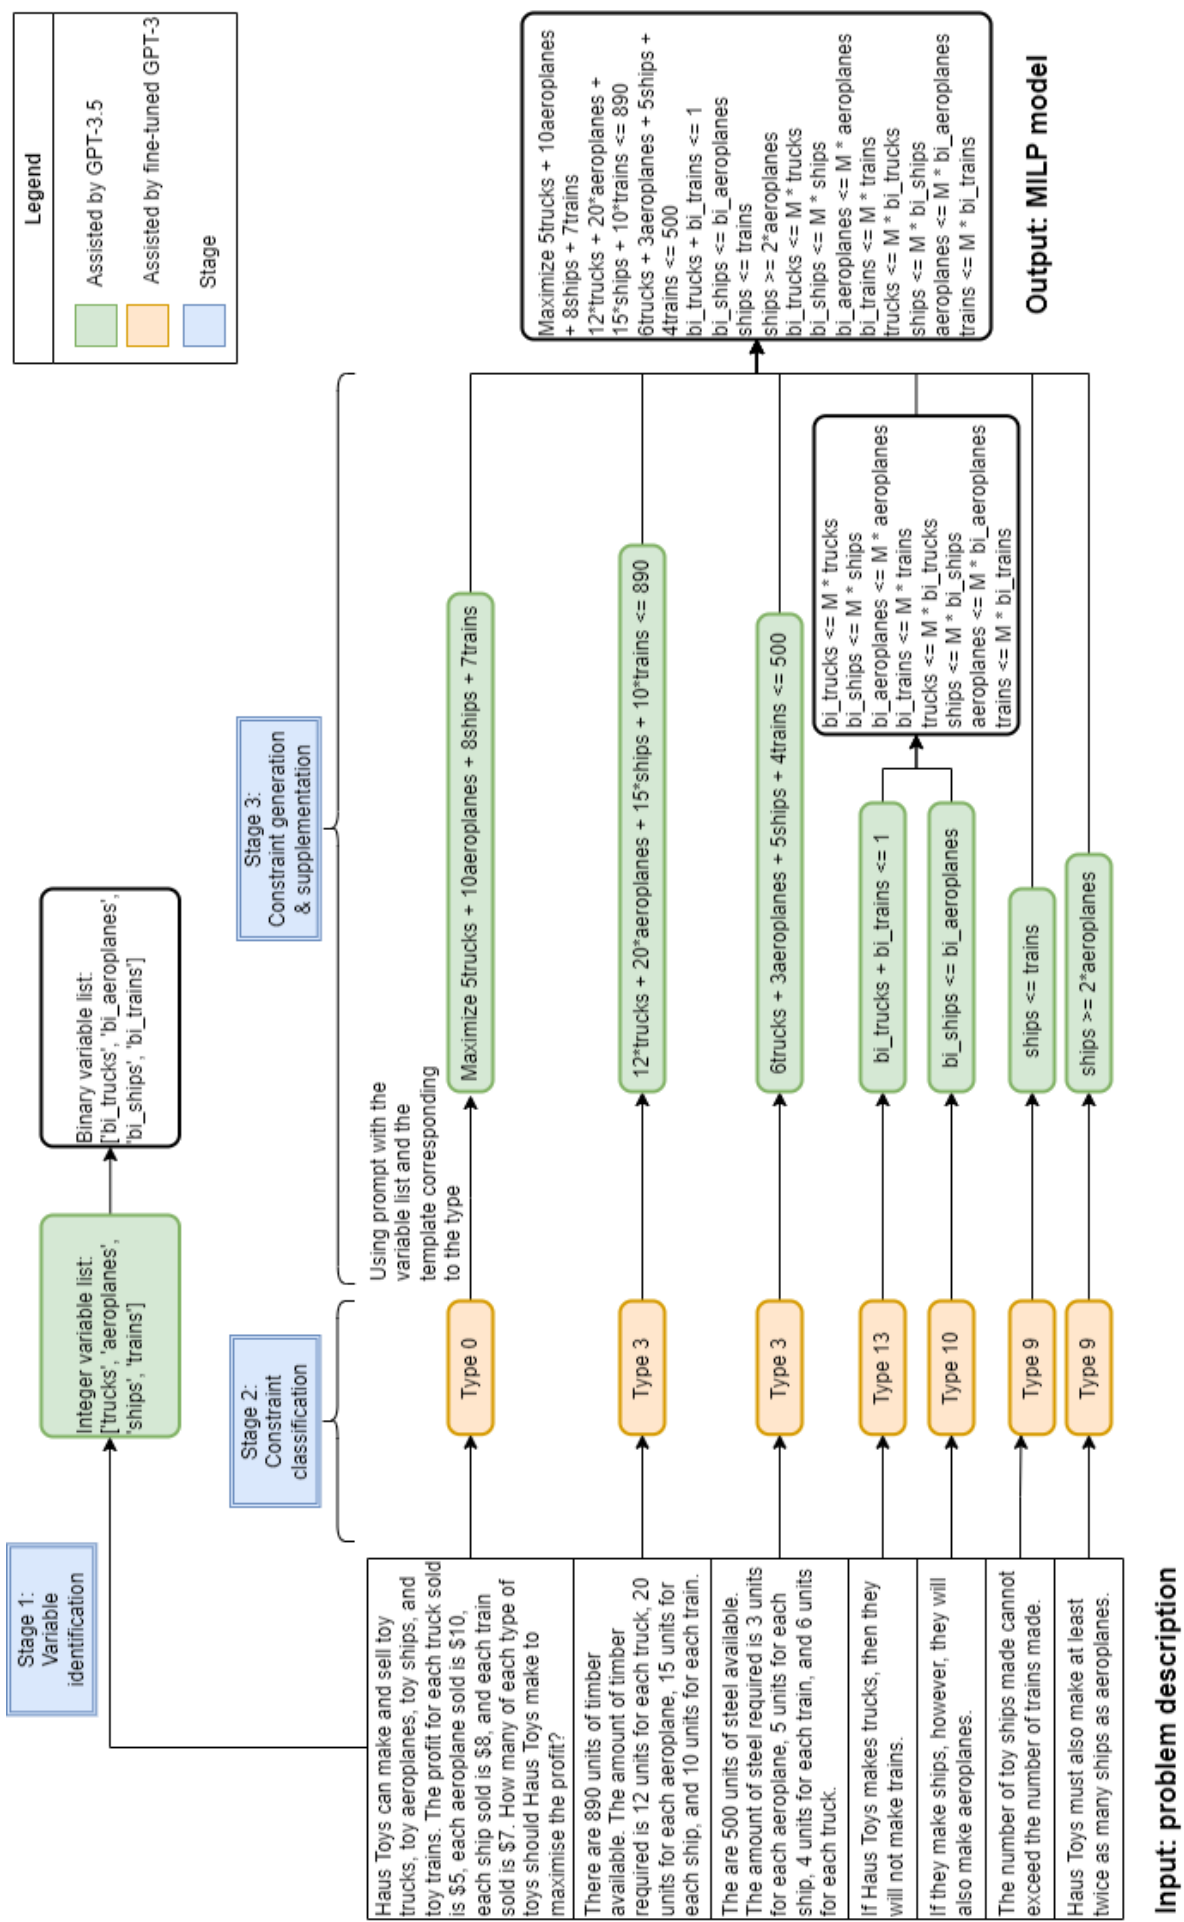 Legend
Assisted by GPT-3.5
Assisted by fine-tuned GPT-3
Stage
Stage 1:
Variable
identification
Integer variable list:
['trucks', 'aeroplanes',
'ships', 'trains']
Binary variable list:
['bi_trucks', 'bi_aeroplanes',
'bi_ships', 'bi_trains']
Stage 2:
Constraint
classification
Stage 3:
Constraint generation
& supplementation
Using prompt with the
variable list and the
template corresponding
to the type
Haus Toys can make and sell toy
trucks, toy aeroplanes, toy ships, and
toy trains. The profit for each truck sold
is $5, each aeroplane sold is $10,
each ship sold is $8, and each train
sold is $7. How many of each type of
toys should Haus Toys make to
maximise the profit?
Type 0
Maximize 5trucks + 10aeroplanes + 8ships + 7trains
There are 890 units of timber
available. The amount of timber
required is 12 units for each truck, 20
units for each aeroplane, 15 units for
each ship, and 10 units for each train.
Type 3
12*trucks + 20*aeroplanes + 15*ships + 10*trains <= 890
The are 500 units of steel available.
The amount of steel required is 3 units
for each aeroplane, 5 units for each
ship, 4 units for each train, and 6 units
for each truck.
Type 3
6trucks + 3aeroplanes + 5ships + 4trains <= 500
If Haus Toys makes trucks, then they
will not make trains.
Type 13
bi_trucks + bi_trains <= 1
If they make ships, however, they will
also make aeroplanes.
Type 10
bi_ships <= bi_aeroplanes
bi_trucks <= M * trucks
bi_ships <= M * ships
bi_aeroplanes <= M * aeroplanes
bi_trains <= M * trains
trucks <= M * bi_trucks
ships <= M * bi_ships
aeroplanes <= M * bi_aeroplanes
trains <= M * bi_trains
The number of toy ships made cannot
exceed the number of trains made.
Type 9
ships <= trains
Haus Toys must also make at least
twice as many ships as aeroplanes.
Type 9
ships >= 2*aeroplanes
Maximize 5trucks + 10aeroplanes
+ 8ships + 7trains
12*trucks + 20*aeroplanes +
15*ships + 10*trains <= 890
6trucks + 3aeroplanes + 5ships +
4trains <= 500
bi_trucks + bi_trains <= 1
bi_ships <= bi_aeroplanes
ships <= trains
ships >= 2*aeroplanes
bi_trucks <= M * trucks
bi_ships <= M * ships
bi_aeroplanes <= M * aeroplanes
bi_trains <= M * trains
trucks <= M * bi_trucks
ships <= M * bi_ships
aeroplanes <= M * bi_aeroplanes
trains <= M * bi_trains
Input: problem description
Output: MILP model